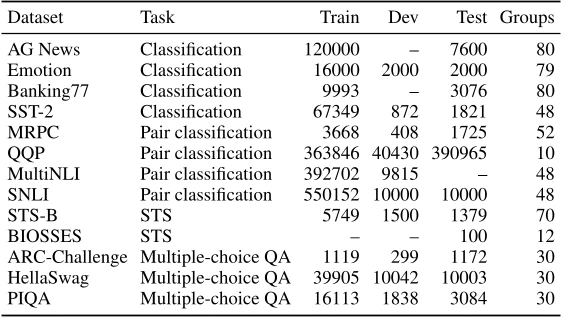 Dataset Task Train Dev Test Groups
AG News Classification 120000 – 7600 80
Emotion Classification 16000 2000 2000 79
Banking77 Classification 9993 – 3076 80
SST-2 Classification 67349 872 1821 48
MRPC Pair classification 3668 408 1725 52
QQP Pair classification 363846 40430 390965 10
MultiNLI Pair classification 392702 9815 – 48
SNLI Pair classification 550152 10000 10000 48
STS-B STS 5749 1500 1379 70
BIOSSES STS – – 100 12
ARC-Challenge Multiple-choice QA 1119 299 1172 30
HellaSwag Multiple-choice QA 39905 10042 10003 30
PIQA Multiple-choice QA 16113 1838 3084 30